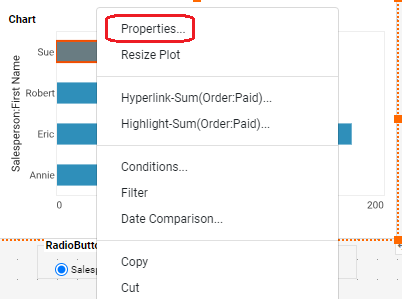 Chart
Salesperson:First Name
Sue
Robert
Eric
Annie
0
200
Properties...
Resize Plot
Hyperlink-Sum(Order:Paid)...
Highlight-Sum(Order:Paid)...
Conditions...
Filter
Date Comparison...
Copy
Cut
RadioButto
Salesp